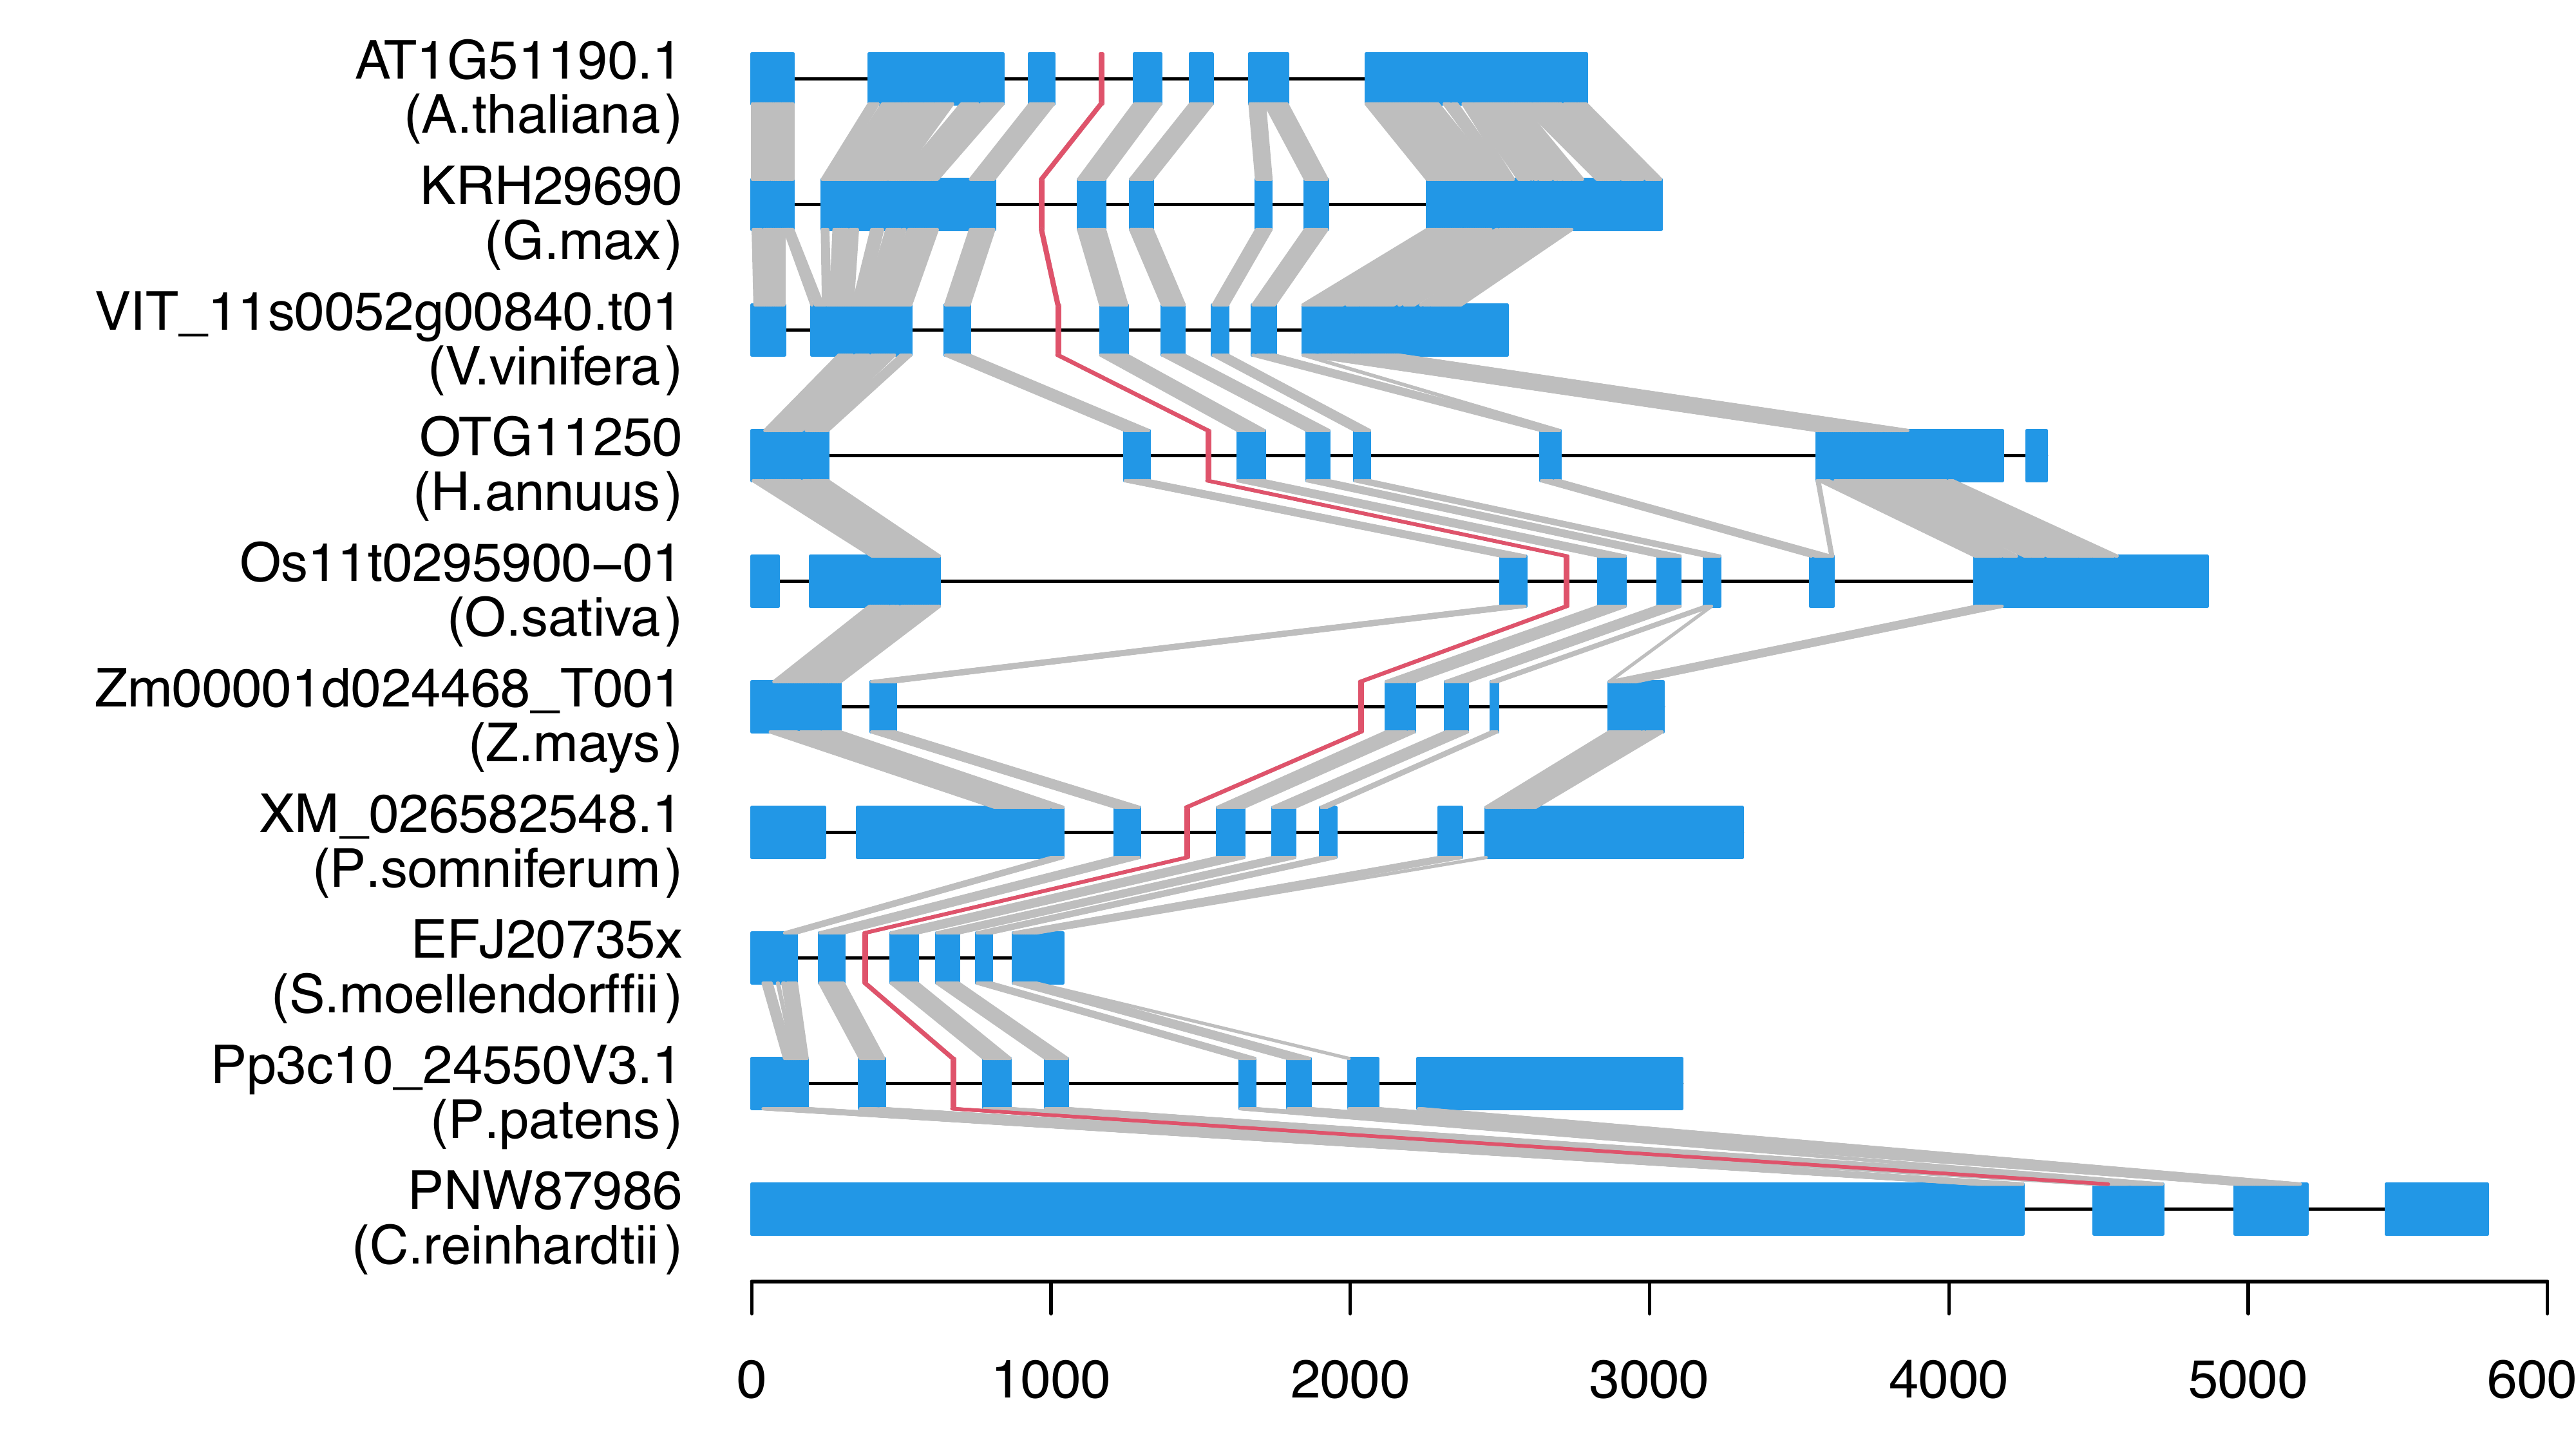 AT1G51190.1
(A.thaliana)
KRH29690
(G.max)
VIT_11s0052g00840.t01
(V.vinifera)
OTG11250
(H.annuus)
Os11t0295900−01
(O.sativa)
Zm00001d024468_T001
(Z.mays)
XM_026582548.1
(P.somniferum)
EFJ20735x
(S.moellendorffii)
Pp3c10_24550V3.1
(P.patens)
PNW87986
(C.reinhardtii)
0 1000 2000 3000 4000 5000 600